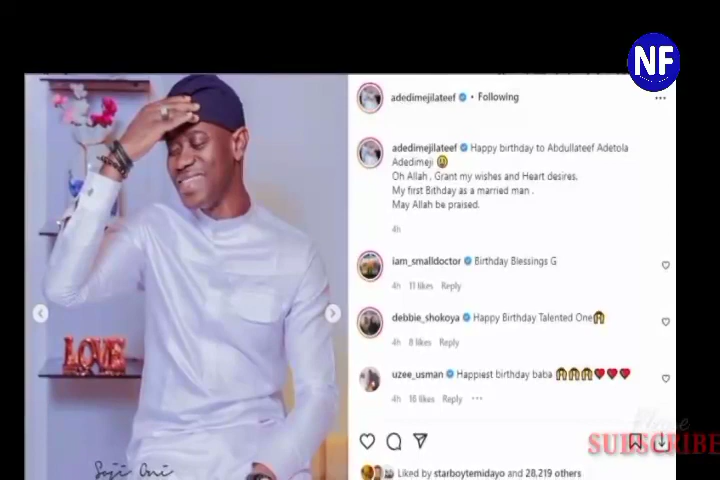 NF
adedimejilateef • Following
adedimejilateef Happy birthday to Abdullateef Adetola
Adedimeji
Oh Allah , Grant my wishes and Heart desires.
My first Bithday as a married man .
May Allah be praised.
4h
iam_smalldoctor Birthday Blessings G
4h 11 likes Reply
debbie_shokoya Happy Birthday Talented One
4h 8 likes Reply
uzee_usman Happiest birthday baba
4h 16 likes Reply
LOVE
Soji Oni
SUBSCRIBE
Liked by starboytemidayo and 28,219 others